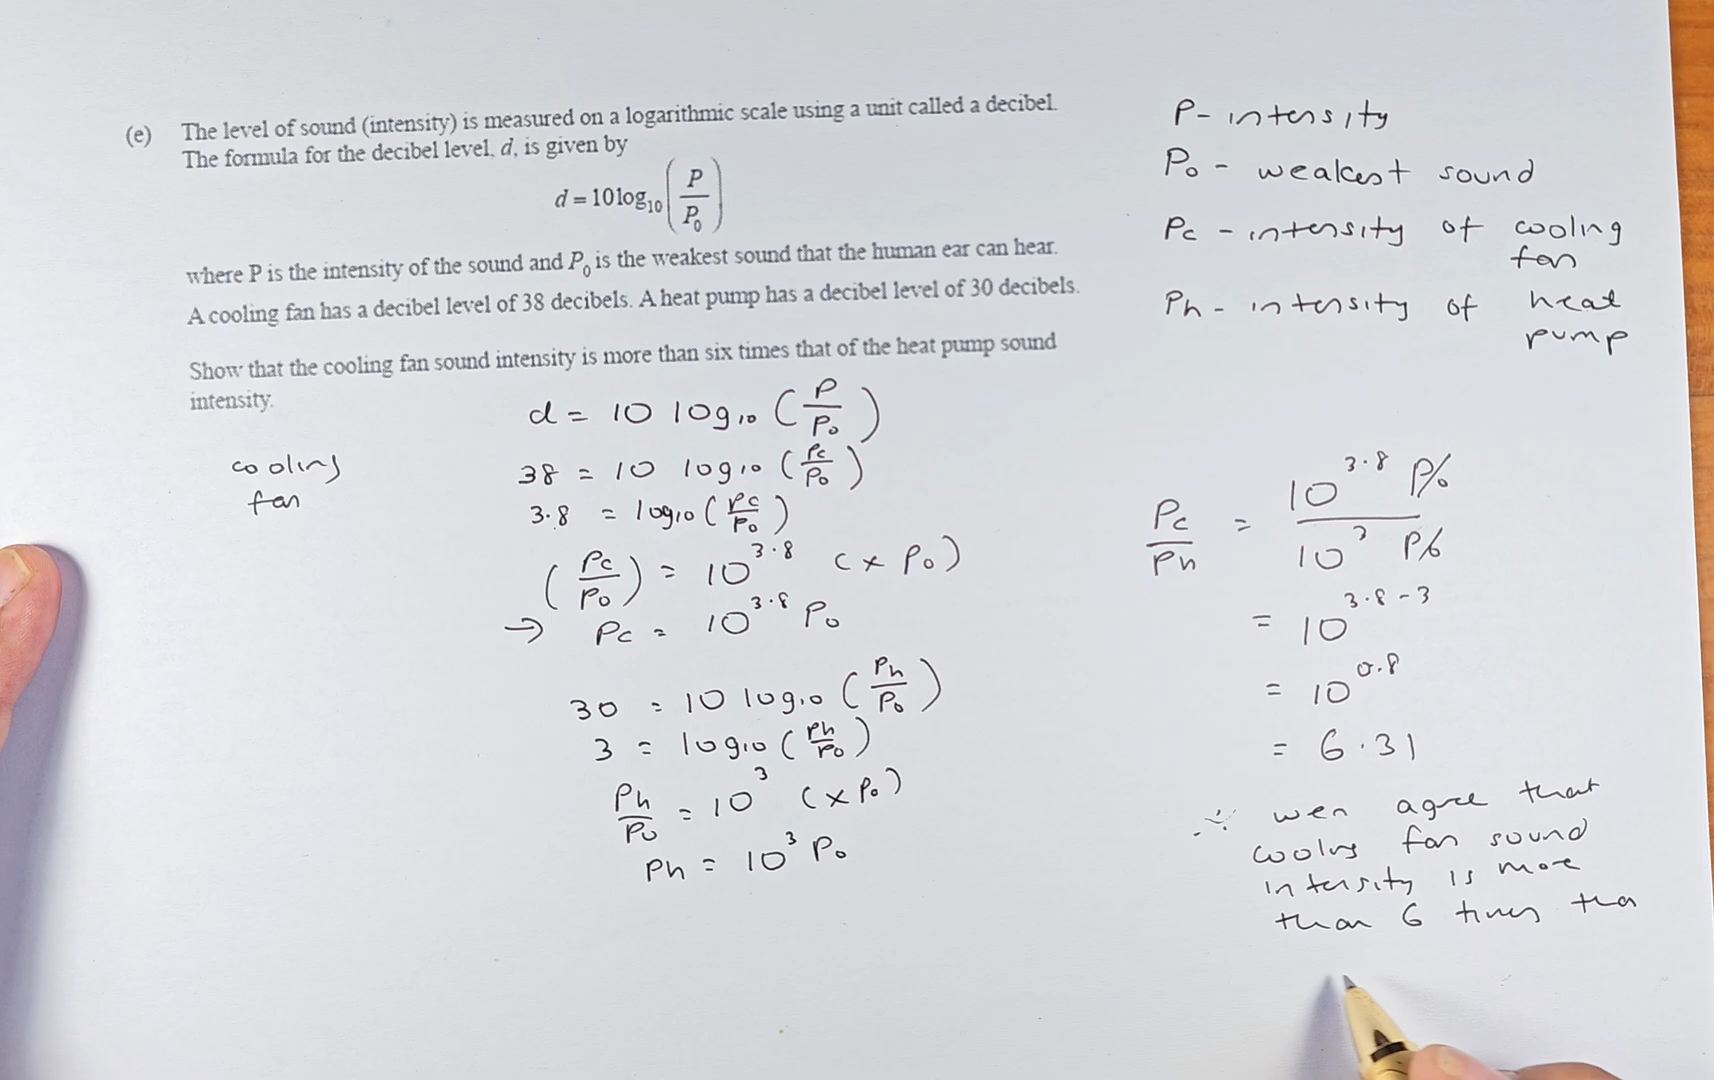 (e) The level of sound (intensity) is measured on a logarithmic scale using a unit called a decibel.
The formula for the decibel level, d, is given by
d = 10log₁₀(P/P₀)
where P is the intensity of the sound and P₀ is the weakest sound that the human ear can hear.
A cooling fan has a decibel level of 38 decibels. A heat pump has a decibel level of 30 decibels.
Show that the cooling fan sound intensity is more than six times that of the heat pump sound
intensity.
cooling
fan
d = 10 log₁₀ (P/P₀)
38 = 10 log₁₀ (Pc/P₀)
3.8 = log₁₀ (Pc/P₀)
(Pc/P₀) = 10^3.8 (× P₀)
→ Pc = 10^3.8 P₀
30 = 10 log₁₀ (Ph/P₀)
3 = log₁₀ (Ph/P₀)
Ph/P₀ = 10^3 (× P₀)
Ph = 10^3 P₀
P - intensity
P₀ - weakest sound
Pc - intensity of cooling
fan
Ph - intensity of heat
pump
Pc/Ph = 10^3.8 P₀/10^3 P₀
= 10^3.8-3
= 10^0.8
= 6.31
∴ wen agree that
cooling fan sound
intensity is more
than 6 times tha